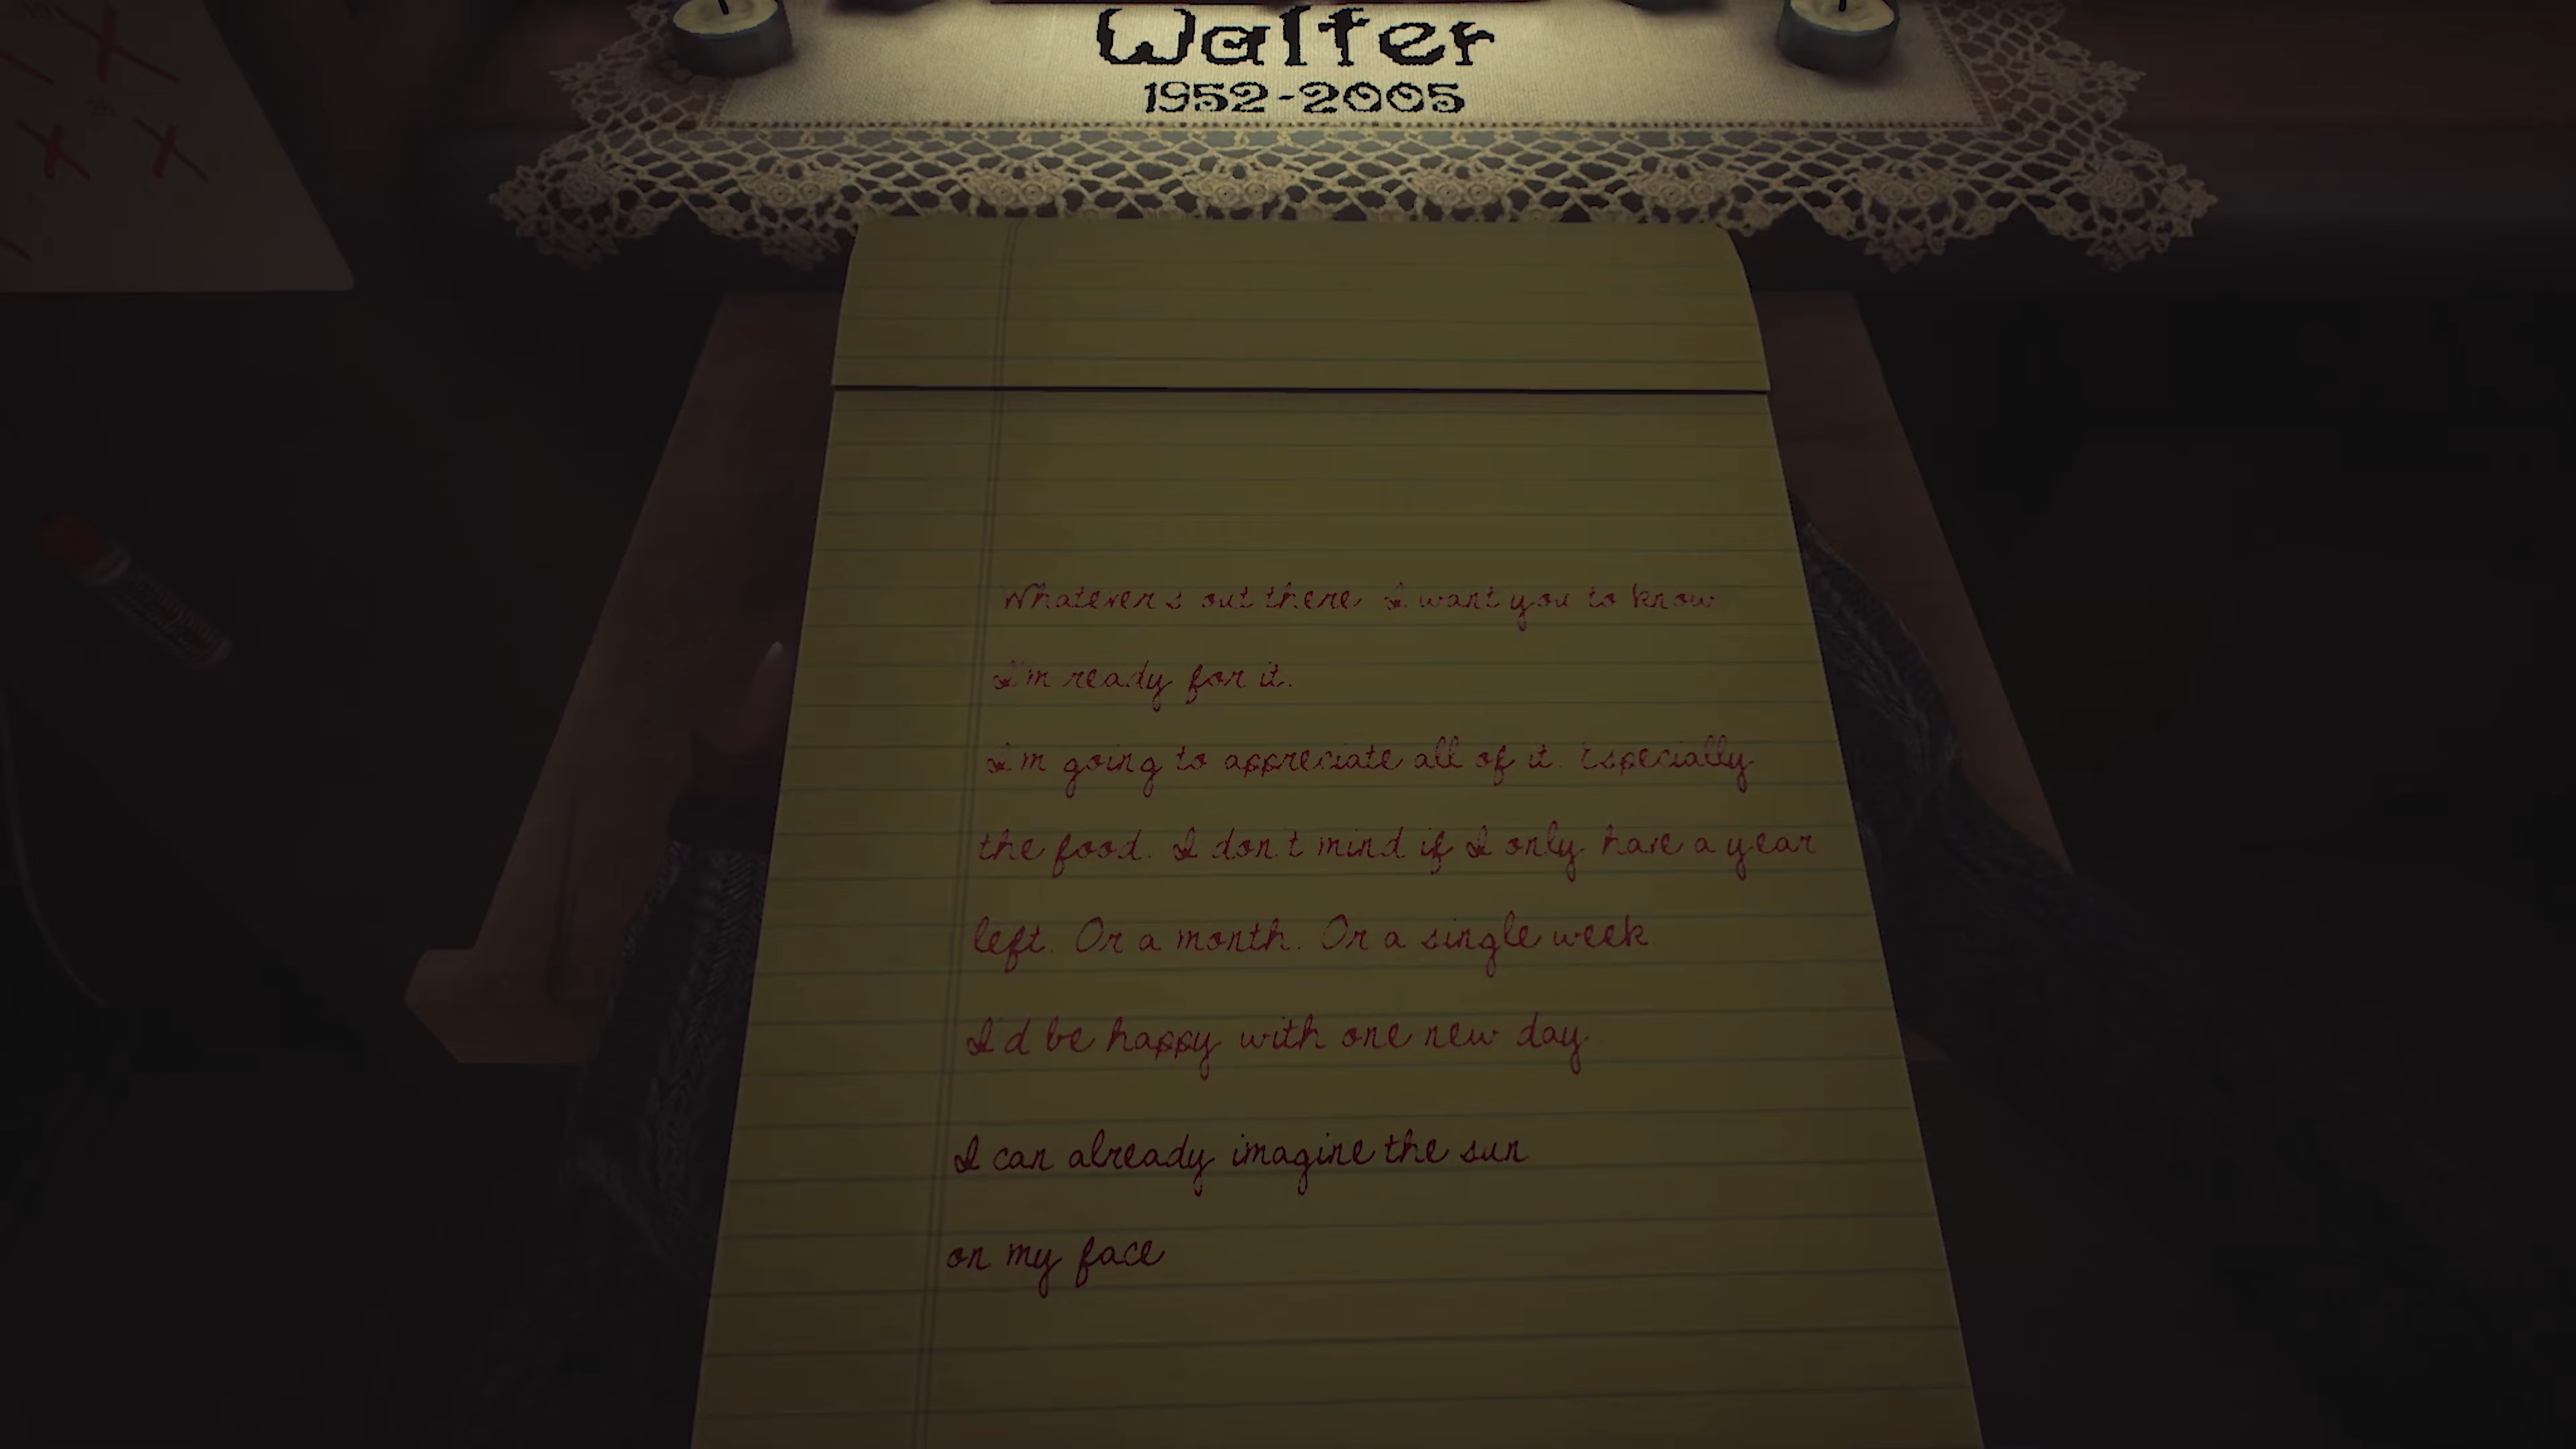 Walter
1952-2005
Whatever's out there, I want you to know
I'm ready for it.
I'm going to appreciate all of it. Especially
the food. I don't mind if I only have a year
left. Or a month. Or a single week
I'd be happy with one new day.
I can already imagine the sun
on my face